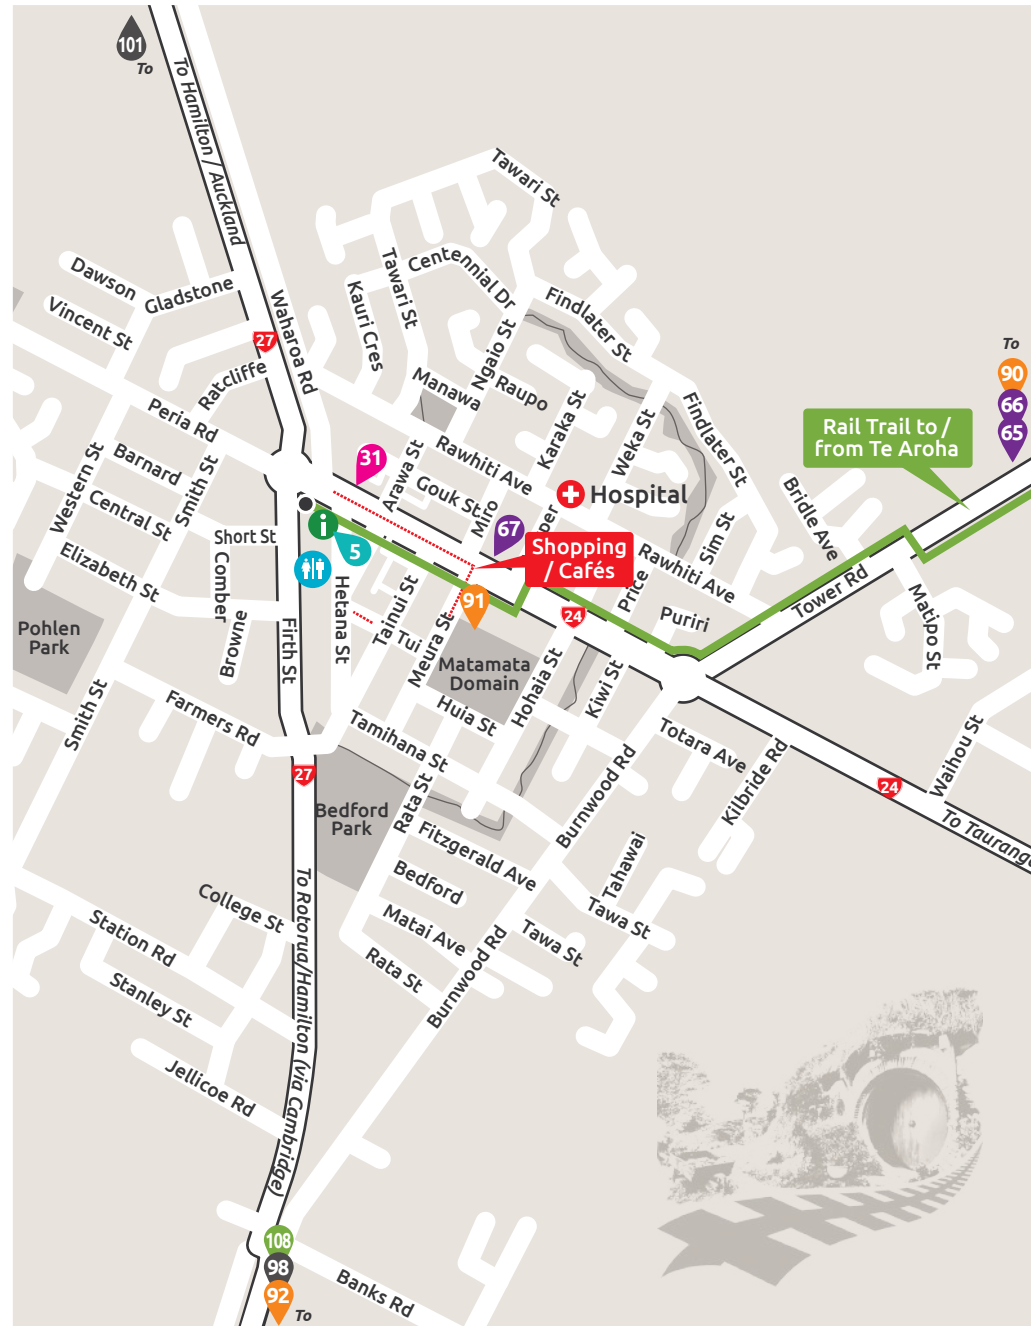 101
To
To Hamilton / Auckland
Tawari St
Dawson
Gladstone
Vincent St
Waharoa Rd
Tawari St
Centennial Dr
Kauri Cres
Findlater St
27
Ngaio St
To
90
66
65
Ratcliffe
Manawa
Raupo
Peria Rd
Karaka St
Weka St
Findlater St
Rail Trail to /
from Te Aroha
Barnard
Smith St
Western St
31
Arawa St
Rawhiti Ave
Gouk St
Miro
Hospital
Central St
Bridle Ave
Short St
i
5
67
per
Shopping
/ Cafés
Sim St
Elizabeth St
Comber
Hetana St
Rawhiti Ave
Price
Tower Rd
Browne
Firth St
Tainui St
Tui
91
24
Puriri
Matipo St
Pohlen
Park
Meura St
Matamata
Domain
Hohaia St
Kiwi St
Smith St
Farmers Rd
Huia St
Tamihana St
Totara Ave
Waihou St
27
Burnwood Rd
Kilbride Rd
24
Bedford
Park
Rata St
To Tauranga
Fitzgerald Ave
Tahawai
Bedford
College St
Matai Ave
Tawa St
Tawa St
Station Rd
To Rotorua/Hamilton (via Cambridge)
Rata St
Burnwood Rd
Stanley St
Jellicoe Rd
108
98
92
To
Banks Rd